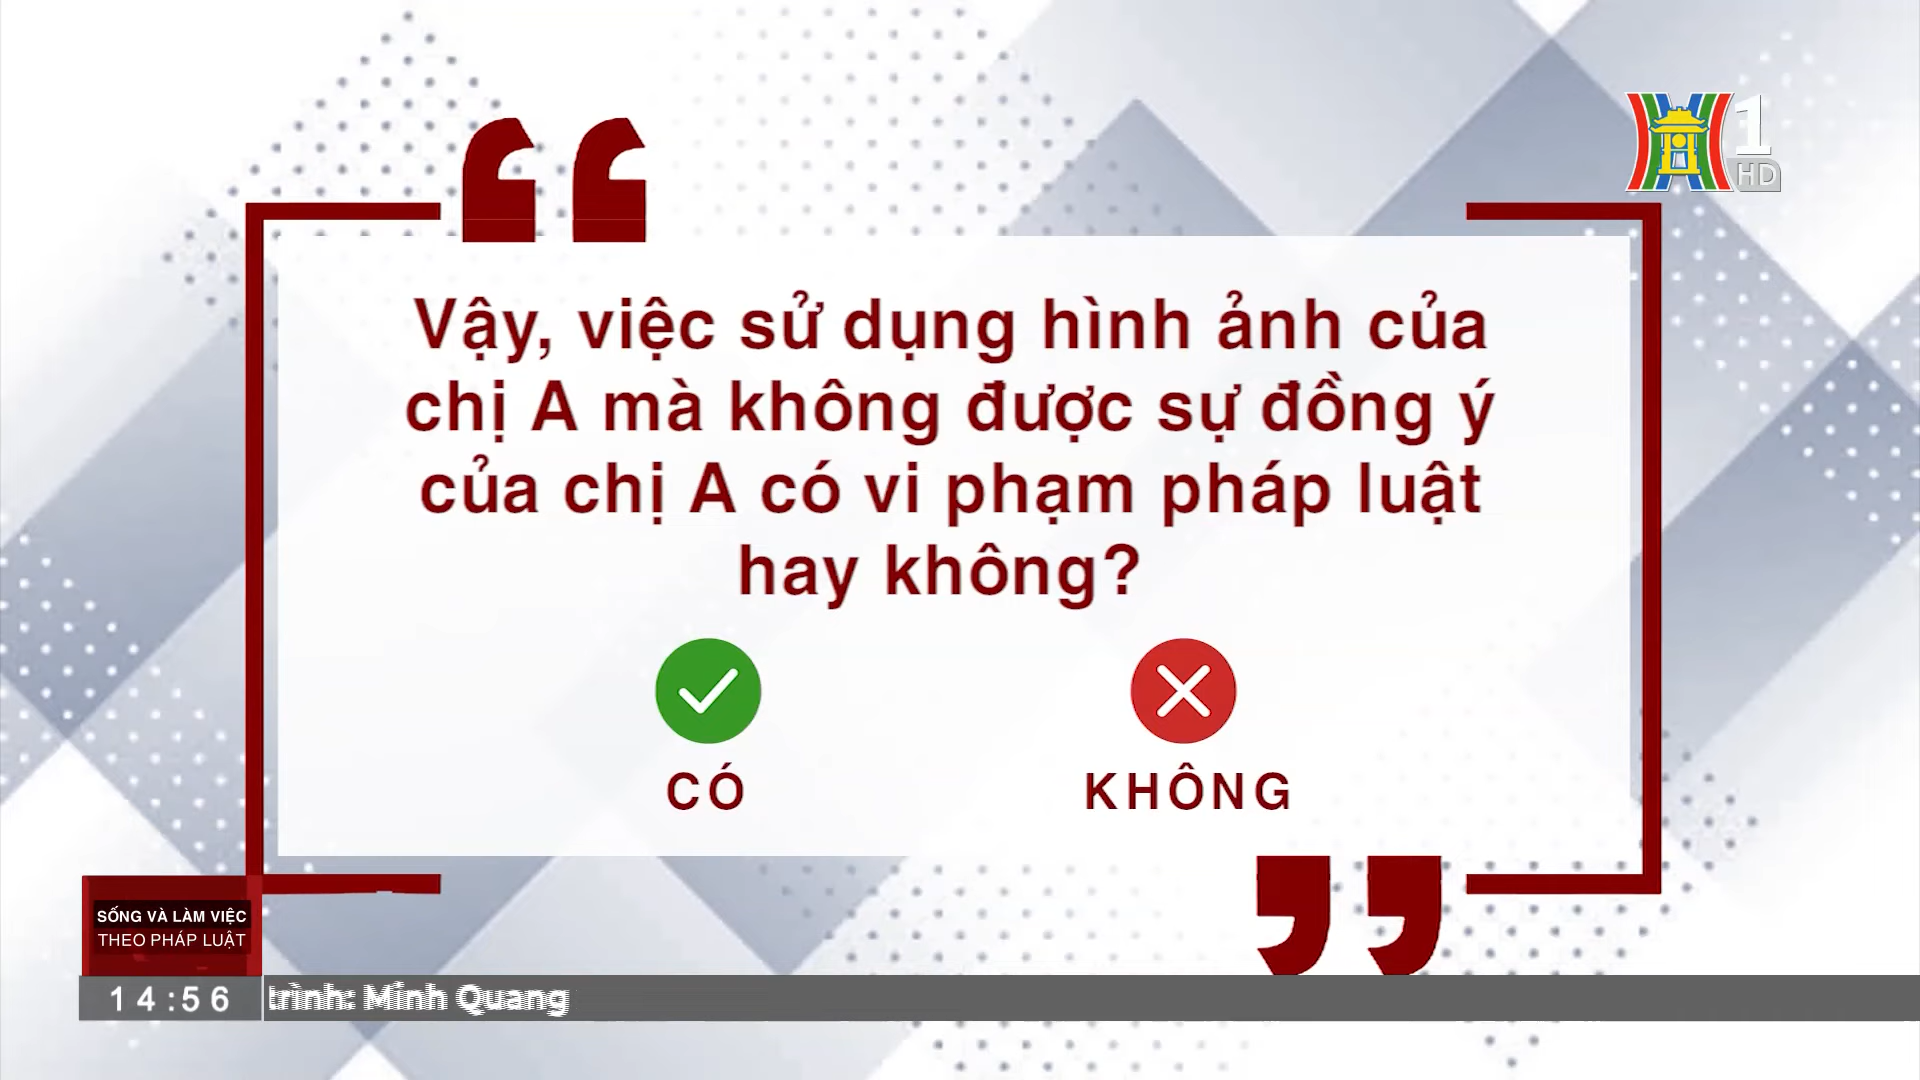 1
HD
Vậy, việc sử dụng hình ảnh của
chị A mà không được sự đồng ý
của chị A có vi phạm pháp luật
hay không?
CÓ
KHÔNG
SỐNG VÀ LÀM VIỆC
THEO PHÁP LUẬT
14:56
trình: Minh Quang